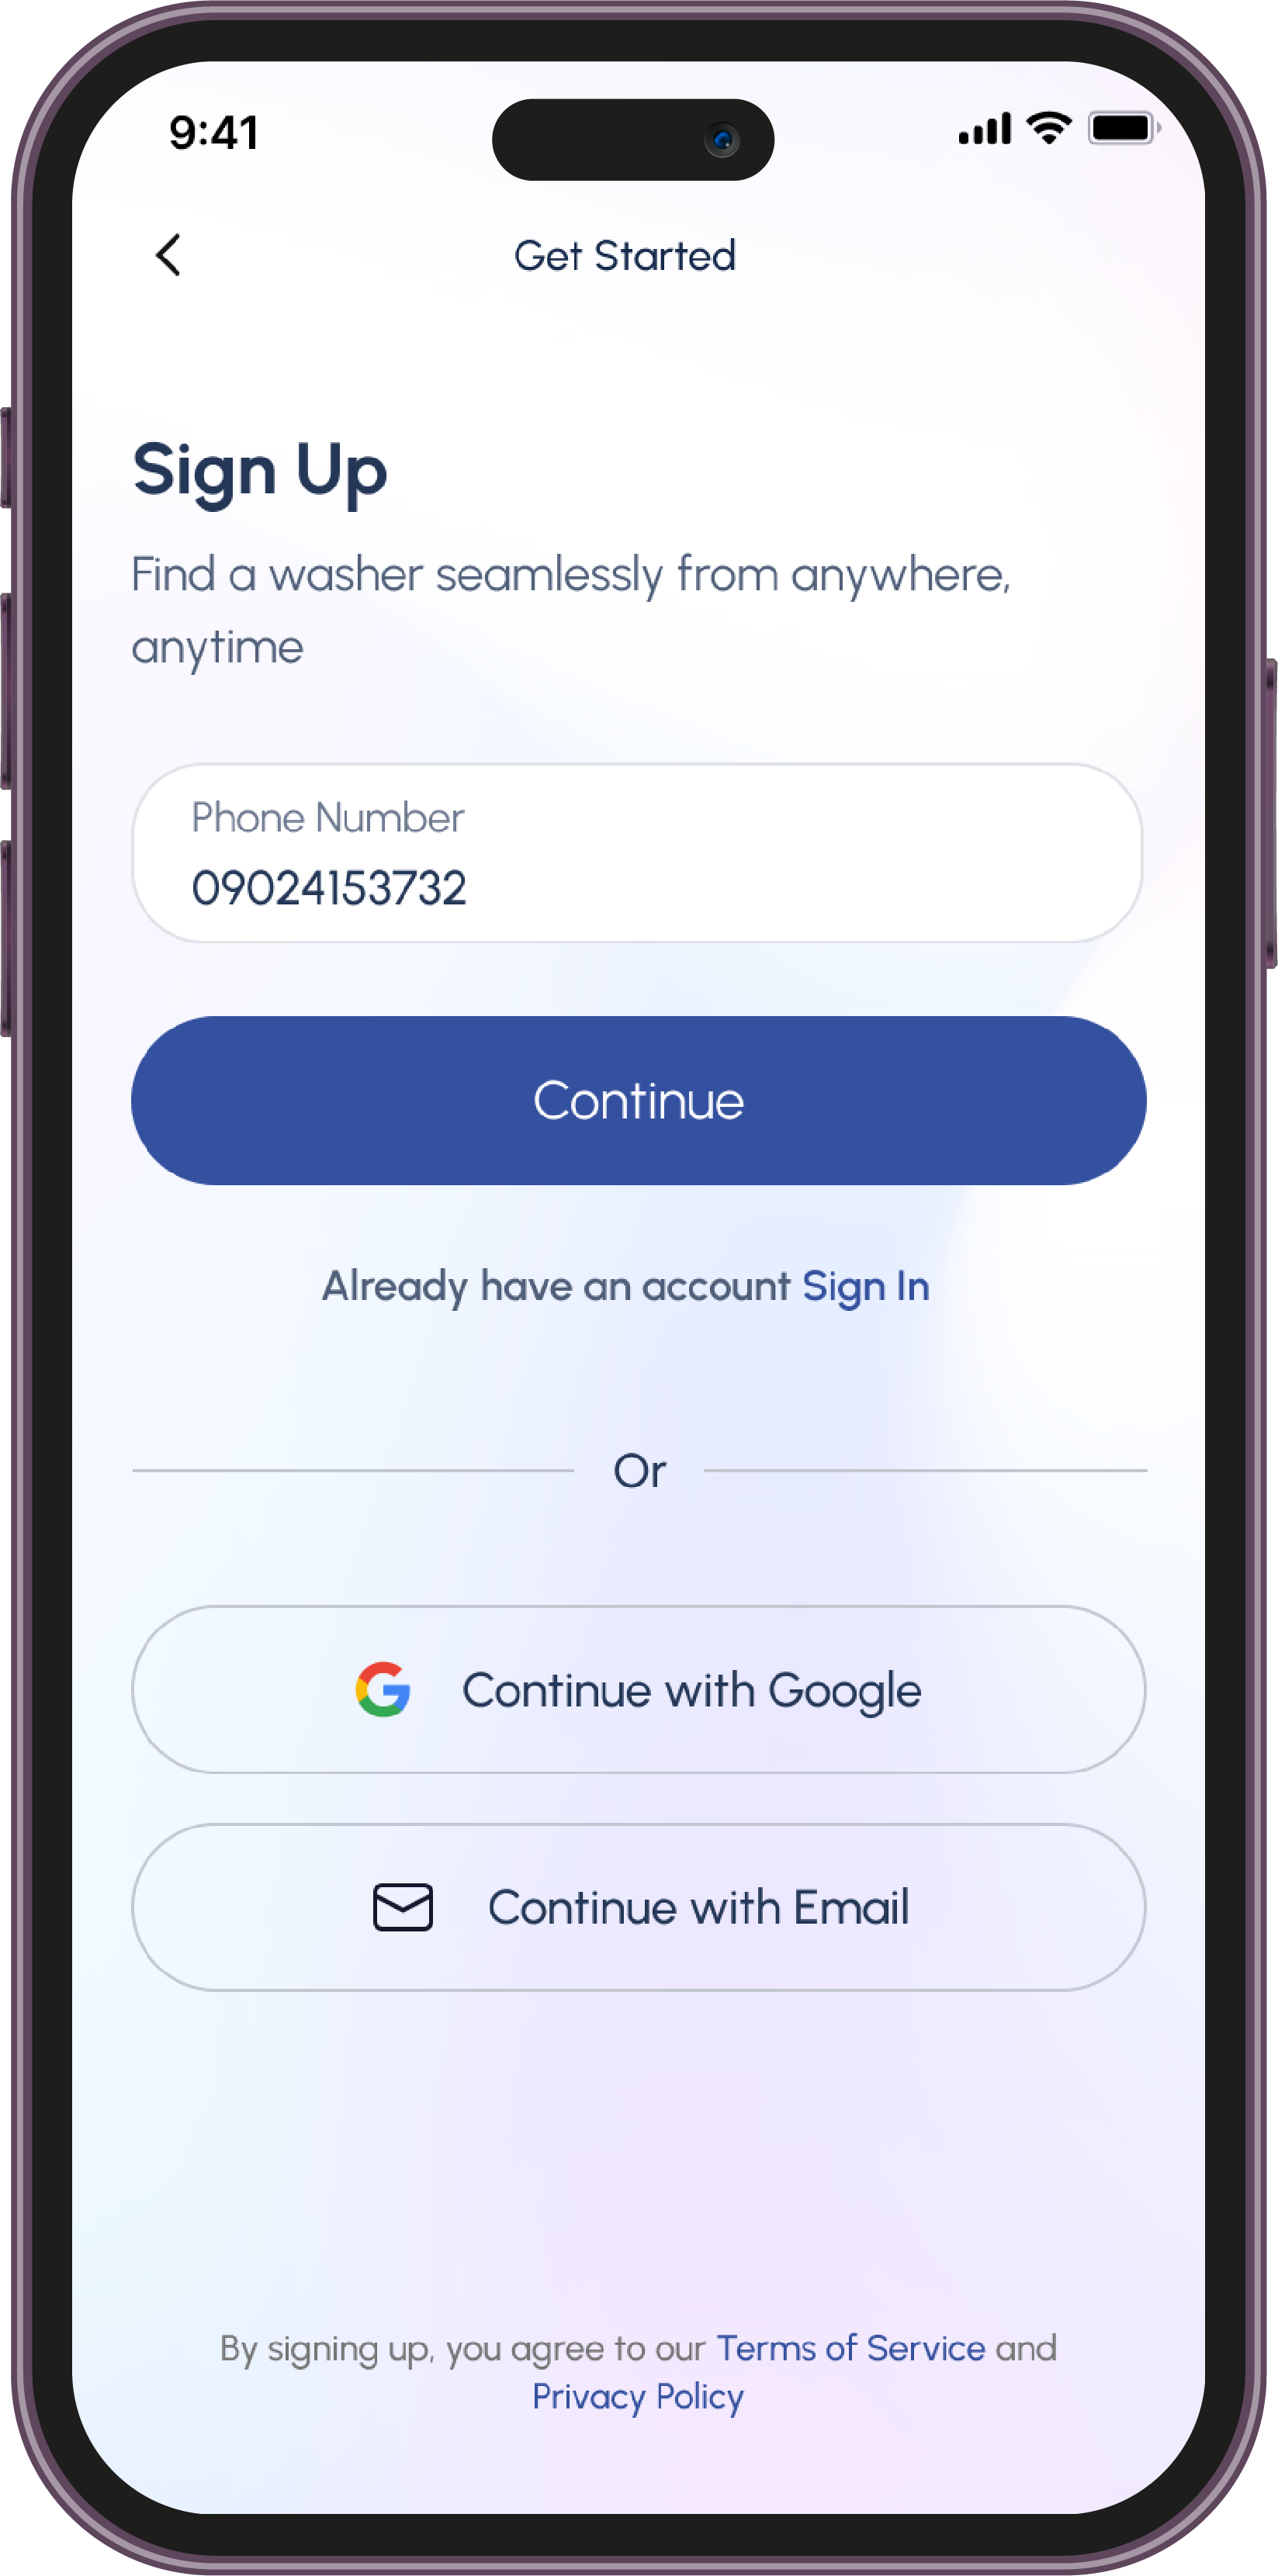 9:41
Get Started
Sign Up
Find a washer seamlessly from anywhere,
anytime
Phone Number
09024153732
Continue
Already have an account Sign In
Or
Continue with Google
Continue with Email
By signing up, you agree to our Terms of Service and
Privacy Policy